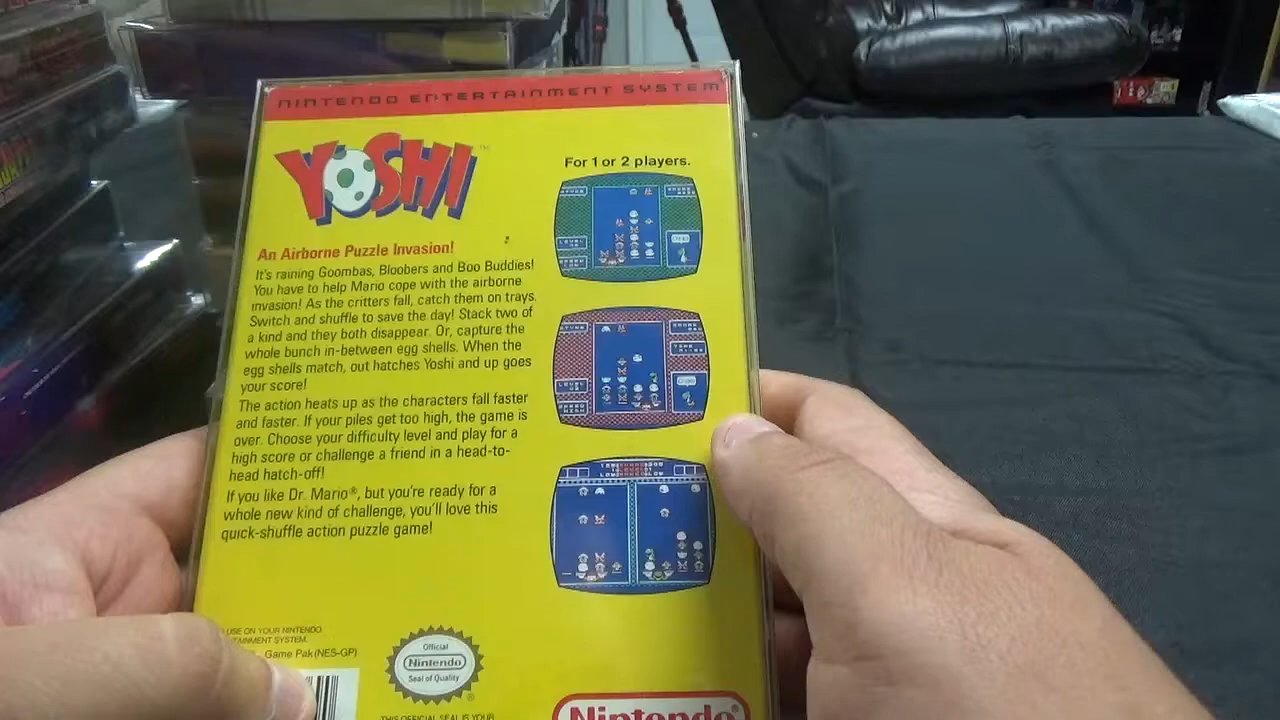 NINTENDO ENTERTAINMENT SYSTEM
YOSHI™
For 1 or 2 players.
An Airborne Puzzle Invasion!
It's raining Goombas, Bloobers and Boo Buddies!
You have to help Mario cope with the airborne
invasion! As the critters fall, catch them on trays.
Switch and shuffle to save the day! Stack two of
a kind and they both disappear. Or, capture the
whole bunch in-between egg shells. When the
egg shells match, out hatches Yoshi and up goes
your score!
The action heats up as the characters fall faster
and faster. If your piles get too high, the game is
over. Choose your difficulty level and play for a
high score or challenge a friend in a head-to-
head hatch-off!
If you like Dr. Mario®, but you're ready for a
whole new kind of challenge, you'll love this
quick-shuffle action puzzle game!
USE ON YOUR NINTENDO
SYSTEM.
Game Pak (NES-GP)
Official
Nintendo
Seal of Quality
®
THIS OFFICIAL SEAL IS YOUR
Nintendo